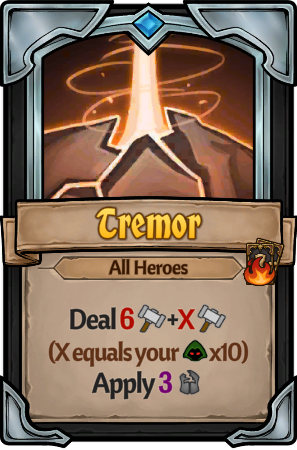 Tremor
All Heroes
Deal 6 +X
(X equals your x10)
Apply 3